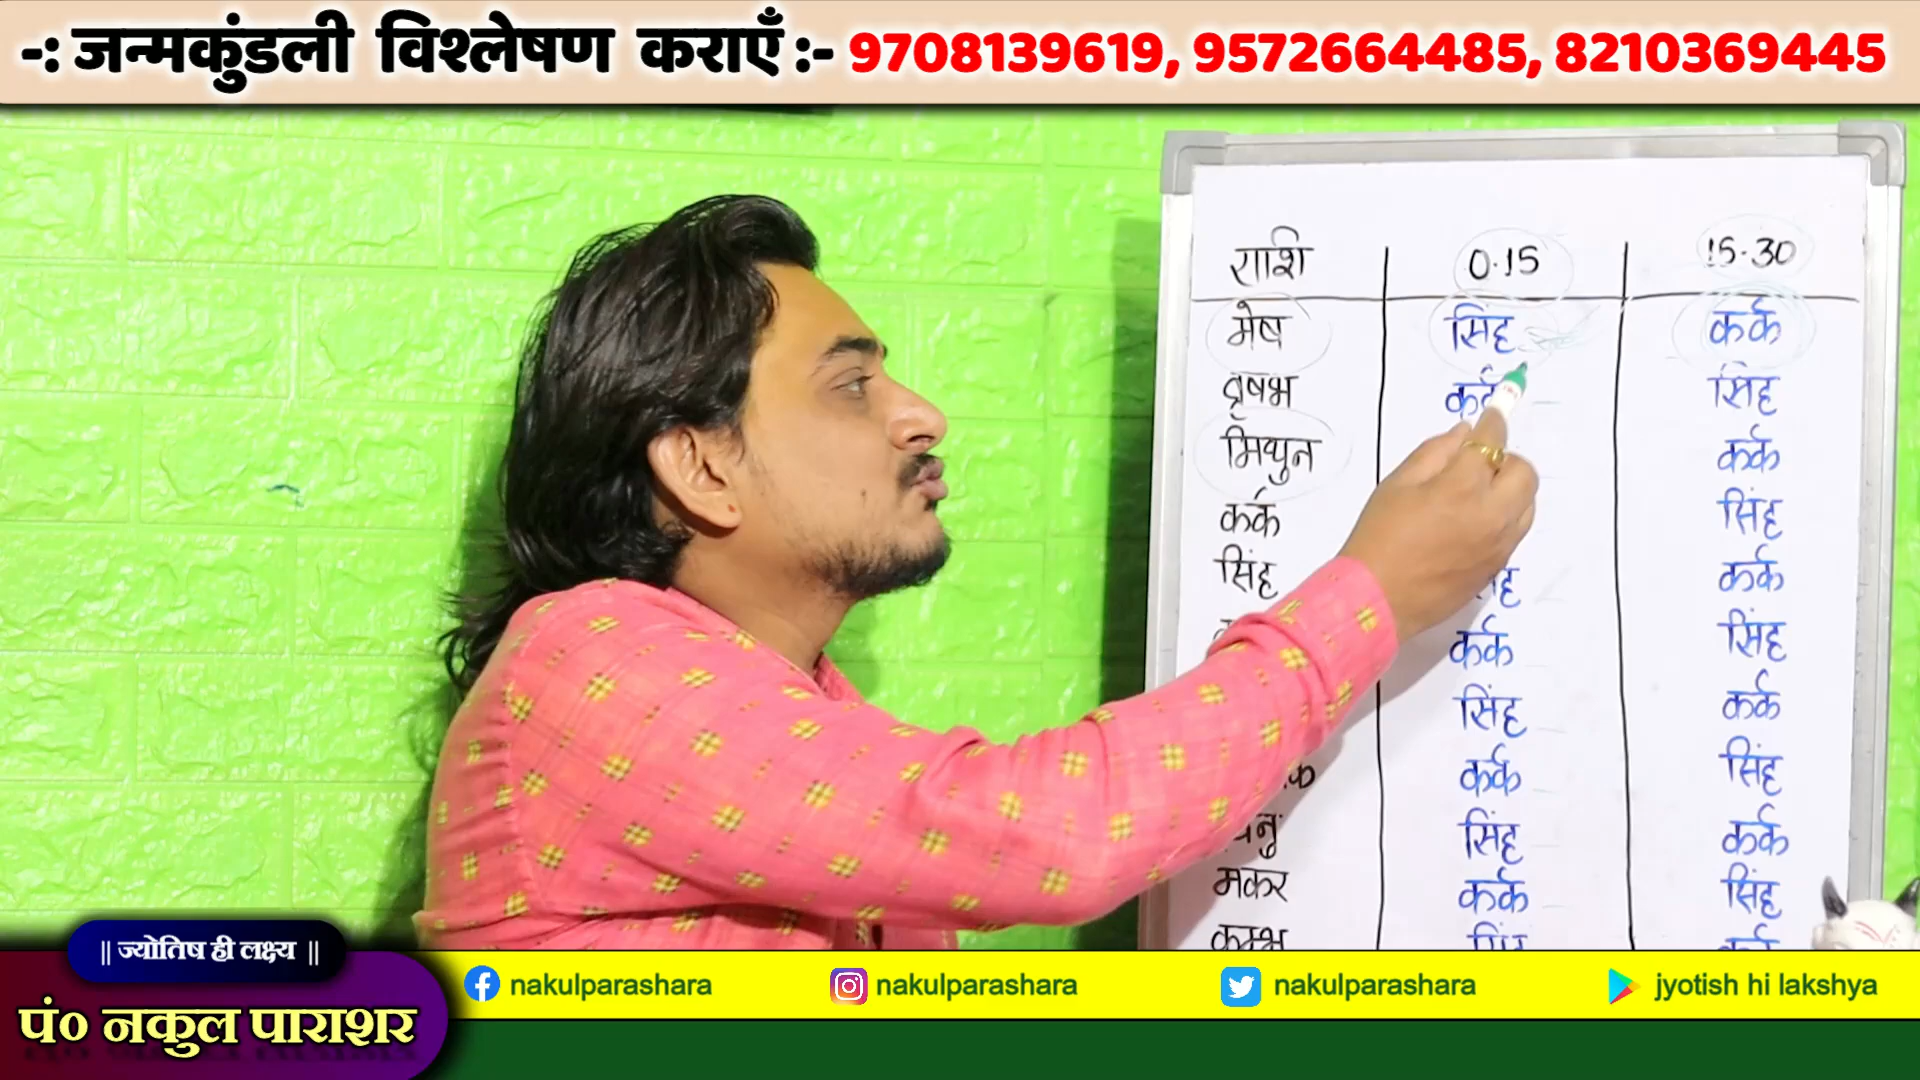 -: जन्मकुंडली विश्लेषण कराएँ :- 9708139619, 9572664485, 8210369445
राशि 0-15 15-30
मेष सिंह कर्क
वृषभ सिंह
मिथुन कर्क
कर्क सिंह
सिंह कर्क
कर्क सिंह
सिंह कर्क
कर्क सिंह
धनु सिंह कर्क
मकर कर्क सिंह
कुम्भ
|| ज्योतिष ही लक्ष्य ||
पं० नकुल पाराशर
nakulparashara nakulparashara nakulparashara jyotish hi lakshya